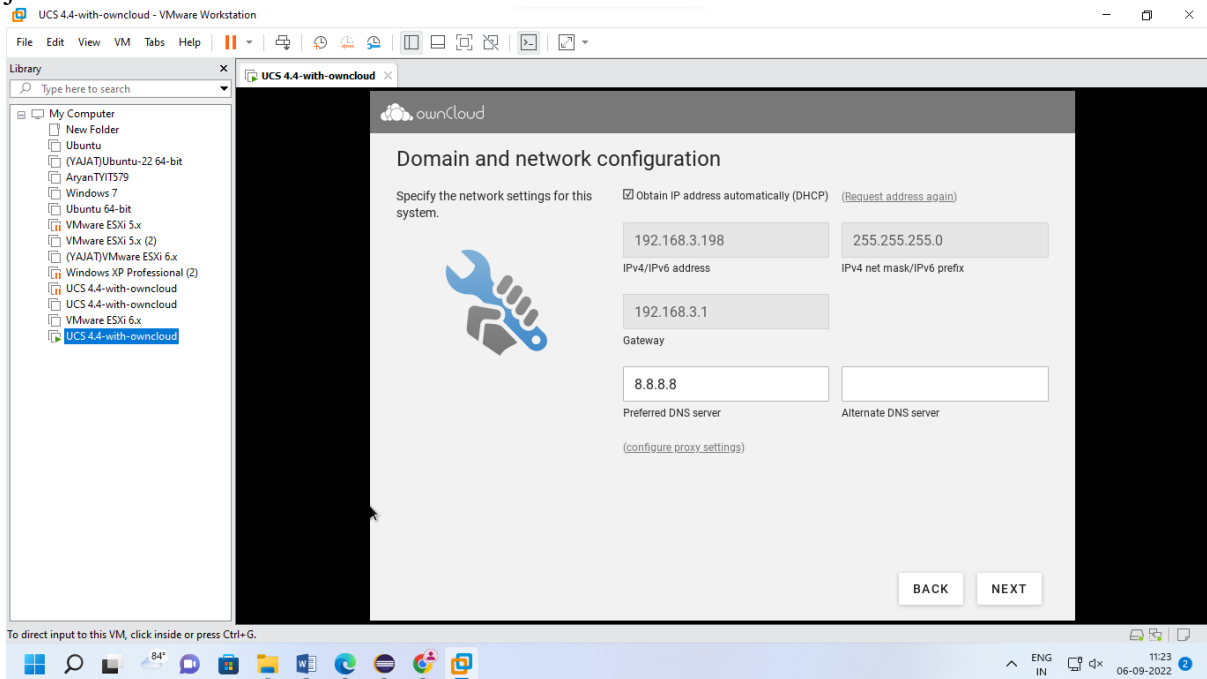 UCS 4.4-with-owncloud - VMware Workstation
File Edit View VM Tabs Help
Library
Type here to search
My Computer
New Folder
Ubuntu
(YAJAT)Ubuntu-22 64-bit
AryanTYIT579
Windows 7
Ubuntu 64-bit
VMware ESXi 5.x
VMware ESXi 5.x (2)
(YAJAT)VMware ESXi 6.x
Windows XP Professional (2)
UCS 4.4-with-owncloud
UCS 4.4-with-owncloud
VMware ESXi 6.x
UCS 4.4-with-owncloud
UCS 4.4-with-owncloud
ownCloud
Domain and network configuration
Specify the network settings for this
system.
Obtain IP address automatically (DHCP) (Request address again)
192.168.3.198 255.255.255.0
IPv4/IPv6 address IPv4 net mask/IPv6 prefix
192.168.3.1
Gateway
8.8.8.8
Preferred DNS server Alternate DNS server
(configure proxy settings)
BACK NEXT
To direct input to this VM, click inside or press Ctrl+G.
84°
ENG
IN
11:23
06-09-2022
2